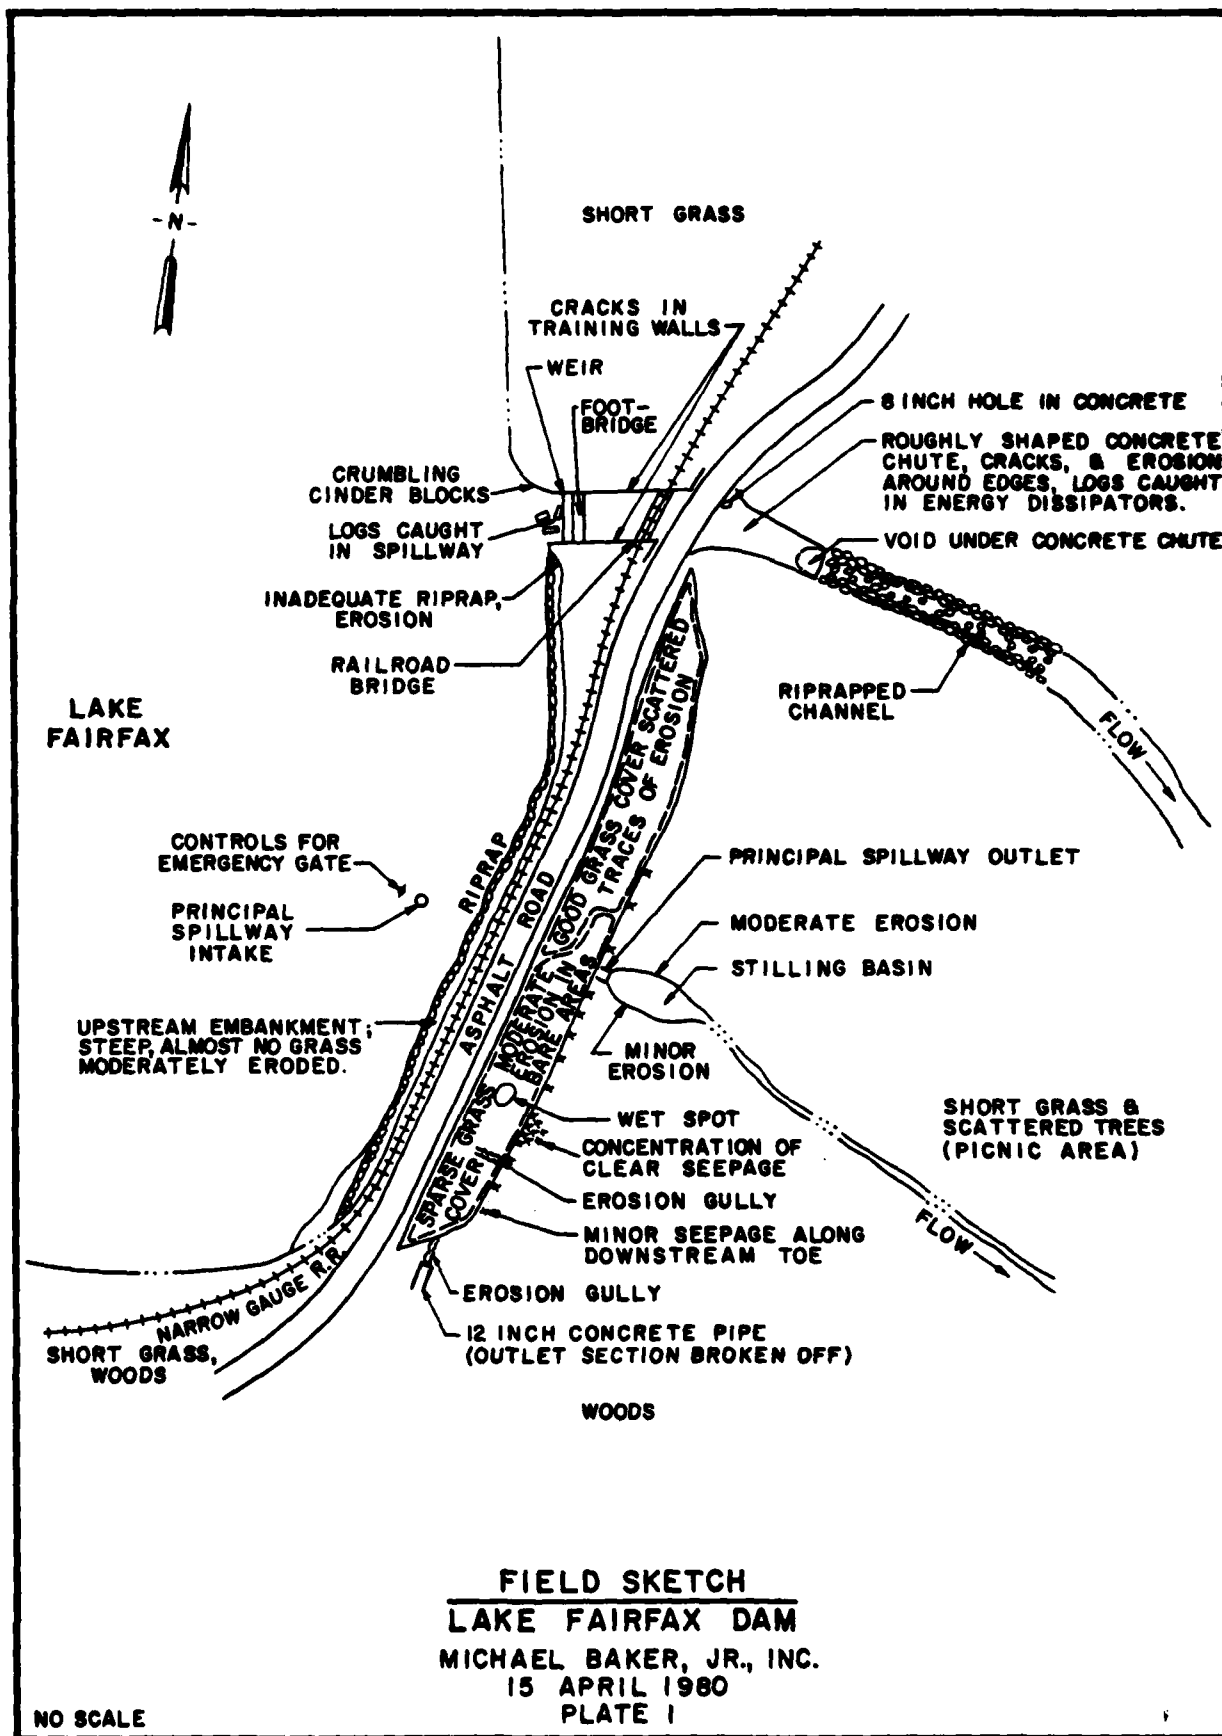 -N-
SHORT GRASS
CRACKS IN
TRAINING WALLS
WEIR
FOOT-
BRIDGE
8 INCH HOLE IN CONCRETE
ROUGHLY SHAPED CONCRETE
CHUTE, CRACKS, & EROSION
AROUND EDGES, LOGS CAUGHT
IN ENERGY DISSIPATORS.
CRUMBLING
CINDER BLOCKS
LOGS CAUGHT
IN SPILLWAY
VOID UNDER CONCRETE CHUTE
INADEQUATE RIPRAP,
EROSION
RAILROAD
BRIDGE
RIPRAPPED
CHANNEL
FLOW
LAKE
FAIRFAX
GOOD GRASS COVER SCATTERED
TRACES OF EROSION
CONTROLS FOR
EMERGENCY GATE
RIPRAP
PRINCIPAL
SPILLWAY
INTAKE
ASPHALT ROAD
PRINCIPAL SPILLWAY OUTLET
MODERATE EROSION
STILLING BASIN
MODERATE
EROSION IN
BARE AREAS
UPSTREAM EMBANKMENT;
STEEP, ALMOST NO GRASS
MODERATELY ERODED.
MINOR
EROSION
WET SPOT
SHORT GRASS &
SCATTERED TREES
(PICNIC AREA)
CONCENTRATION OF
CLEAR SEEPAGE
SPARSE GRASS
COVER
EROSION GULLY
MINOR SEEPAGE ALONG
DOWNSTREAM TOE
FLOW
EROSION GULLY
NARROW GAUGE R.R.
12 INCH CONCRETE PIPE
(OUTLET SECTION BROKEN OFF)
SHORT GRASS,
WOODS
WOODS
FIELD SKETCH
LAKE FAIRFAX DAM
MICHAEL BAKER, JR., INC.
15 APRIL 1980
PLATE 1
NO SCALE